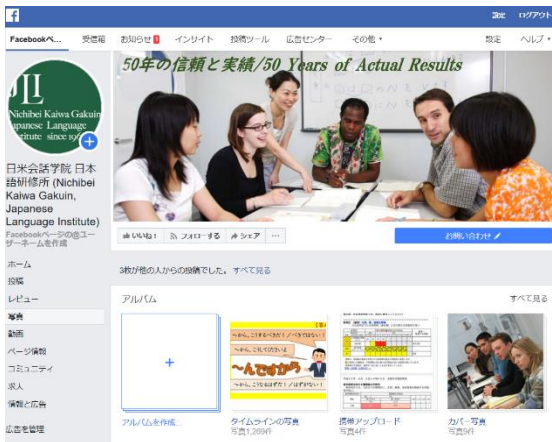 f
ログアウト
Facebookペ... 受信箱 お知らせ インサイト 投稿ツール 広告センター その他 設定 ヘルプ
50年の信頼と実績/50 Years of Actual Results
JLI
Nichibei Kaiwa Gakuin
Japanese Language
Institute since
日米会話学院 日本
語研修所 (Nichibei
Kaiwa Gakuin,
Japanese
Language Institute)
Facebookページの他ユー
ザーネームを作成
いいね! フォローする シェア ...
お問い合わせ
ホーム
投稿
レビュー
写真
動画
ページ情報
コミュニティ
求人
情報と広告
広告を管理
3枚が他の人からの投稿でした。 すべて見る
アルバム すべて見る
~んですから
アルバムを作成...
タイムラインの写真
写真1,269件
携帯アップロード
写真4件
カバー写真
写真9件